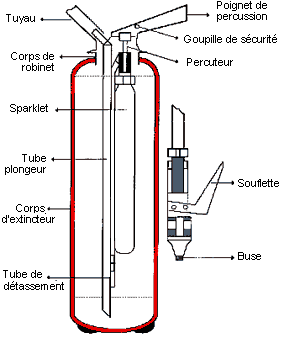 Tuyau
Poignet de
percussion
Goupille de sécurité
Corps de
robinet
Percuteur
Sparklet
Tube
plongeur
Souflette
Corps
d'extincteur
Buse
Tube de
détassement